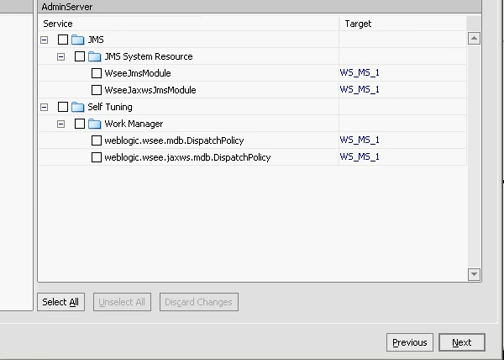 AdminServer
Service Target
JMS
JMS System Resource
WseeJmsModule WS_MS_1
WseeJaxwsJmsModule WS_MS_1
Self Tuning
Work Manager
weblogic.wsee.mdb.DispatchPolicy WS_MS_1
weblogic.wsee.jaxws.mdb.DispatchPolicy WS_MS_1
Select All Unselect All Discard Changes
Previous Next